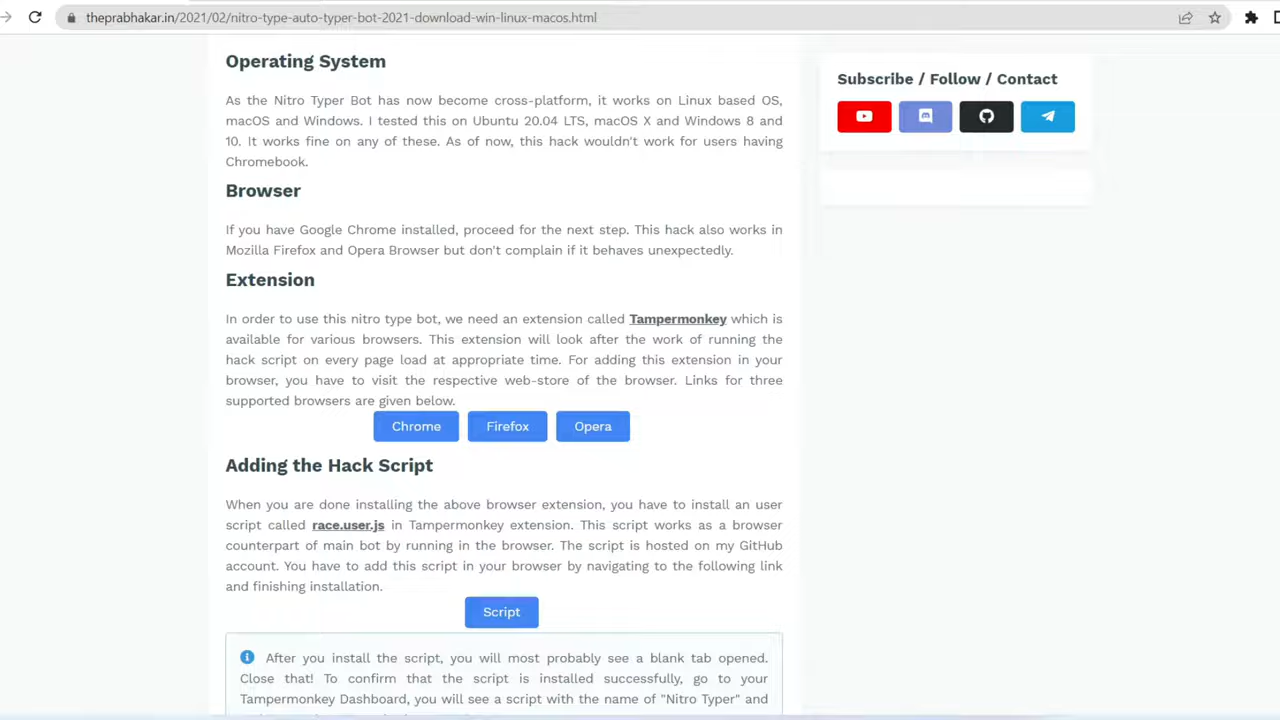 theprabhakar.in/2021/02/nitro-type-auto-typer-bot-2021-download-win-linux-macos.html
Operating System
As the Nitro Typer Bot has now become cross-platform, it works on Linux based OS,
macOS and Windows. I tested this on Ubuntu 20.04 LTS, macOS X and Windows 8 and
10. It works fine on any of these. As of now, this hack wouldn't work for users having
Chromebook.
Browser
If you have Google Chrome installed, proceed for the next step. This hack also works in
Mozilla Firefox and Opera Browser but don't complain if it behaves unexpectedly.
Extension
In order to use this nitro type bot, we need an extension called Tampermonkey which is
available for various browsers. This extension will look after the work of running the
hack script on every page load at appropriate time. For adding this extension in your
browser, you have to visit the respective web-store of the browser. Links for three
supported browsers are given below.
Chrome
Firefox
Opera
Adding the Hack Script
When you are done installing the above browser extension, you have to install an user
script called race.user.js in Tampermonkey extension. This script works as a browser
counterpart of main bot by running in the browser. The script is hosted on my GitHub
account. You have to add this script in your browser by navigating to the following link
and finishing installation.
Script
After you install the script, you will most probably see a blank tab opened.
Close that! To confirm that the script is installed successfully, go to your
Tampermonkey Dashboard, you will see a script with the name of "Nitro Typer" and
Subscribe / Follow / Contact